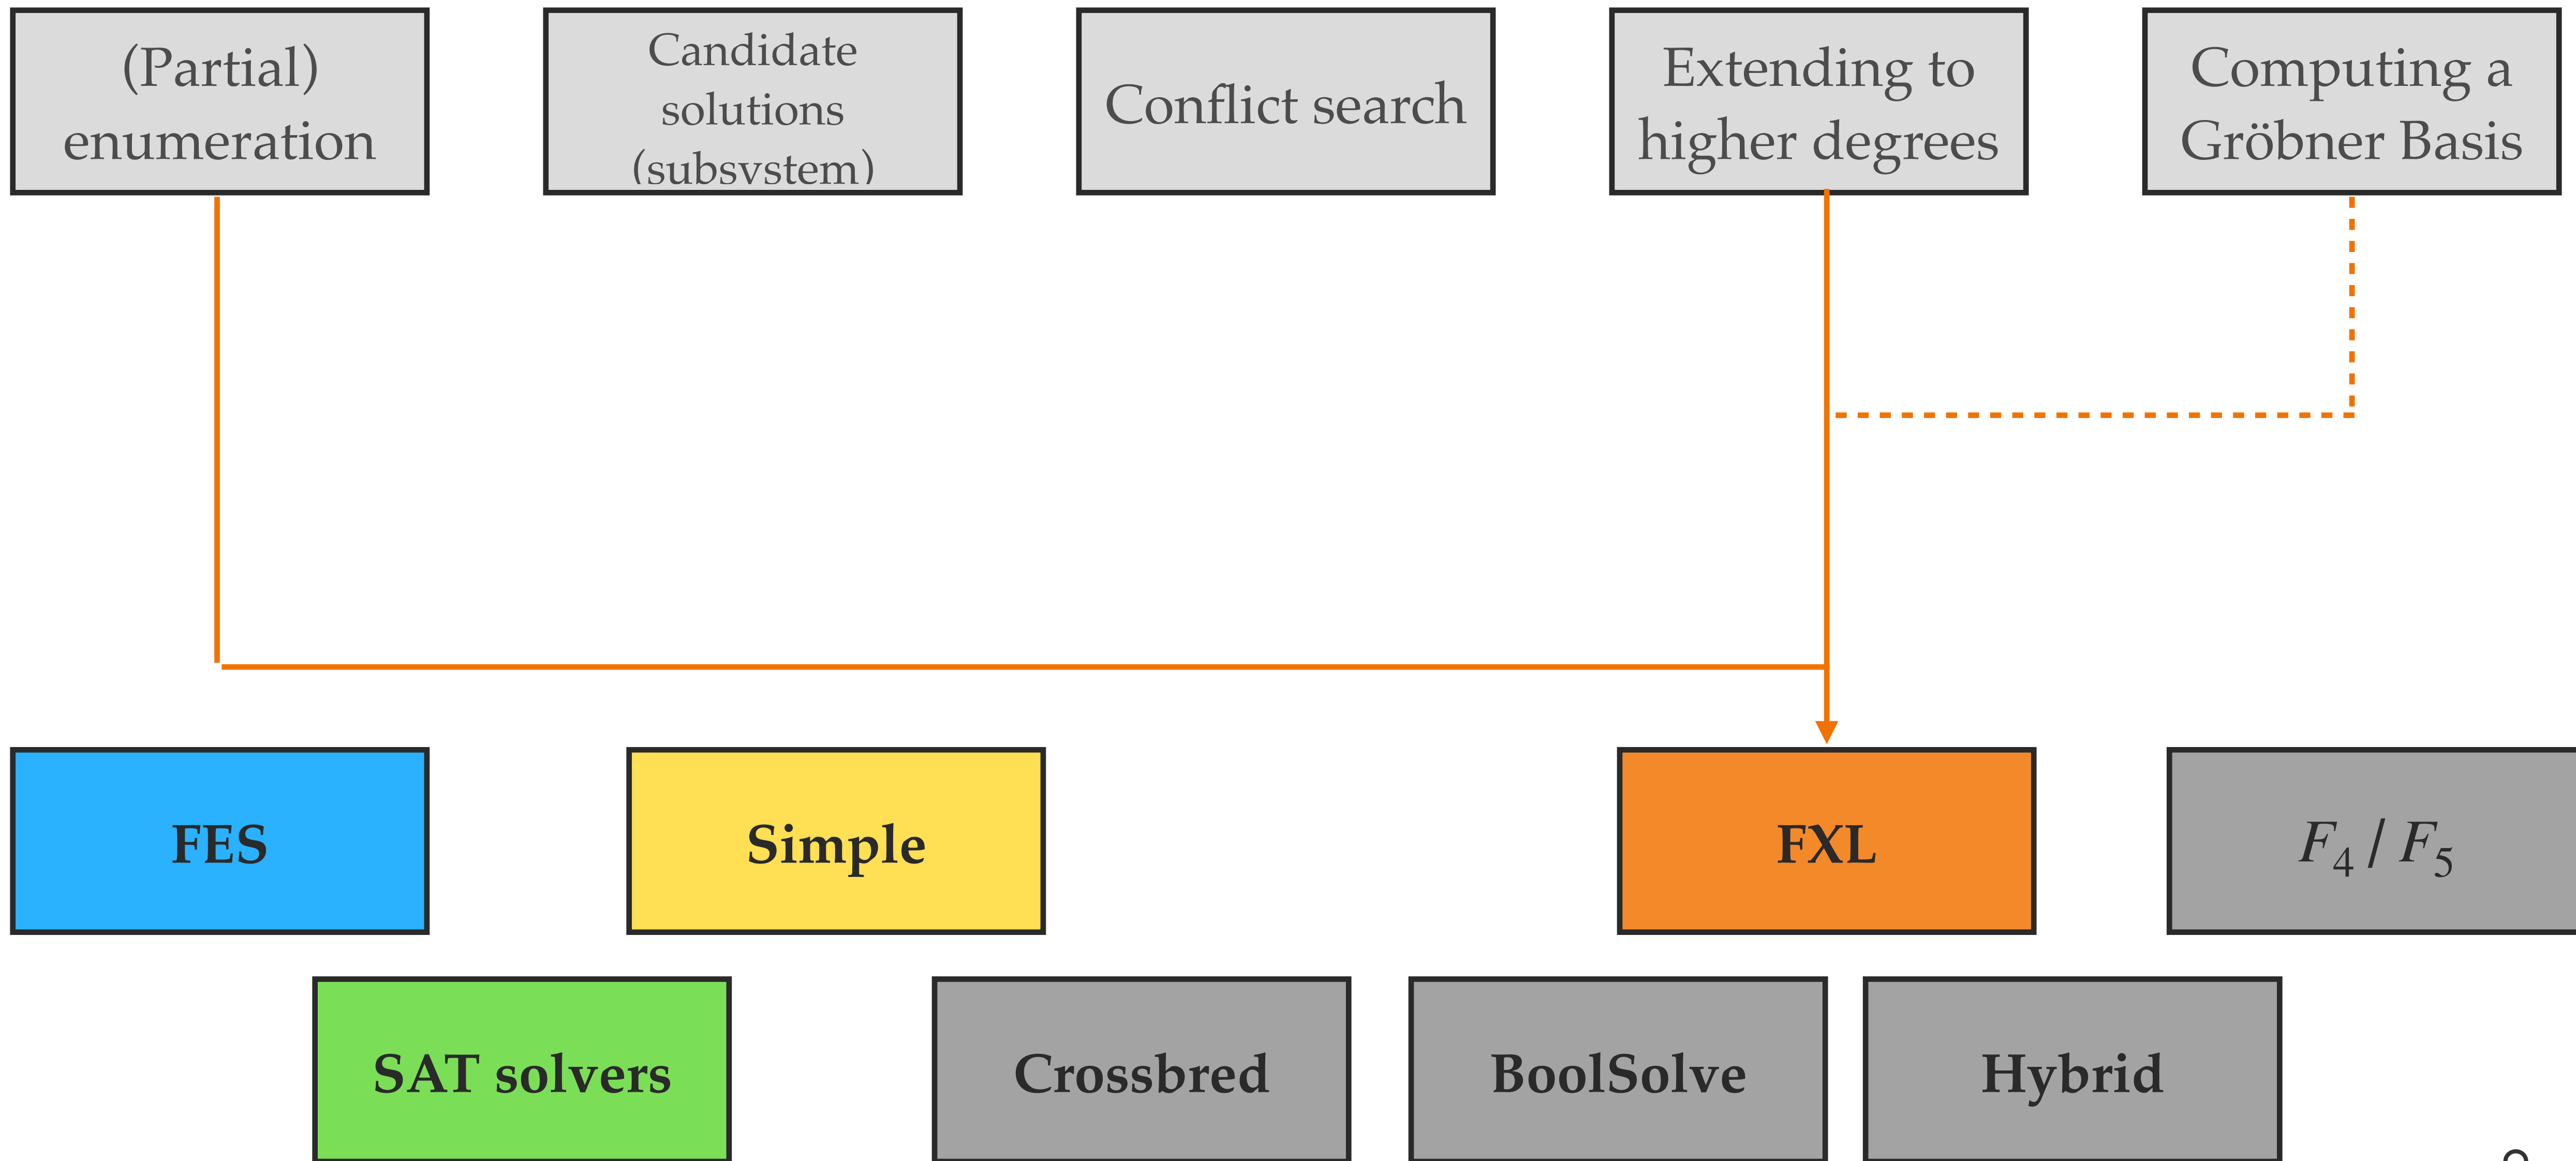 (Partial)
enumeration
Candidate
solutions
(subsystem)
Conflict search
Extending to
higher degrees
Computing a
Gröbner Basis
FES
Simple
FXL
F₄ / F₅
SAT solvers
Crossbred
BoolSolve
Hybrid